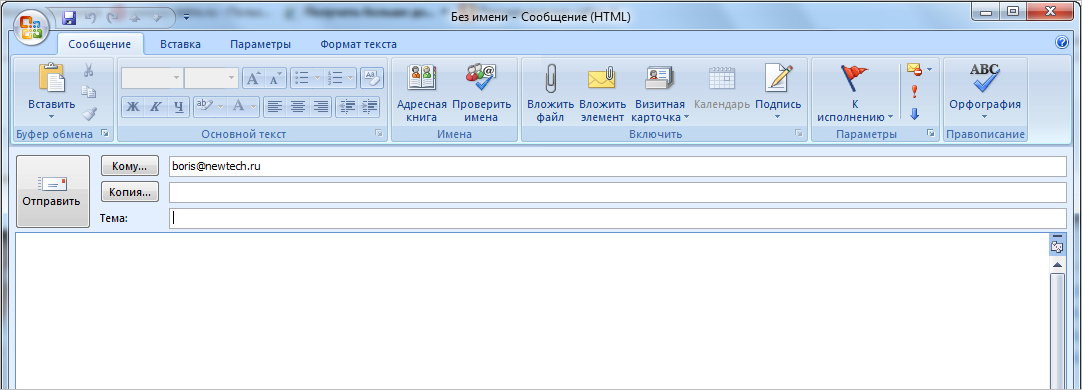 Без имени - Сообщение (HTML)
Сообщение Вставка Параметры Формат текста
Вставить
Буфер обмена
Ж К Ч ab A
Основной текст
Адресная книга
Проверить имена
Имена
Вложить файл
Вложить элемент
Визитная карточка
Календарь
Подпись
Включить
К исполнению
Параметры
ABC
Орфография
Правописание
Отправить
Кому...
boris@newtech.ru
Копия...
Тема: